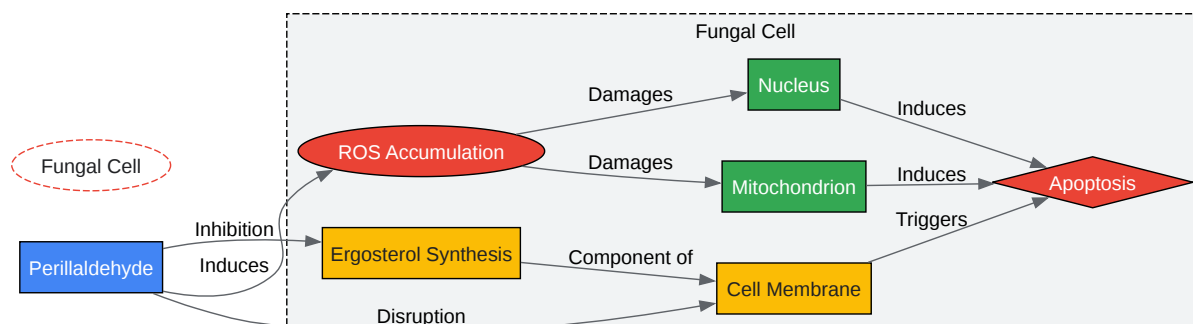 Fungal Cell
Nucleus
Damages
Induces
ROS Accumulation
Fungal Cell
Damages
Mitochondrion
Induces
Apoptosis
Triggers
Inhibition
Ergosterol Synthesis
Component of
Perillaldehyde
Induces
Cell Membrane
Disruption